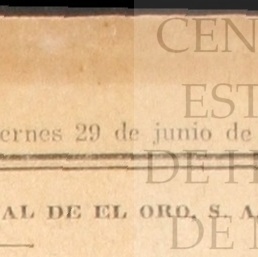 ernes 29 de junio de
AL DE EL ORO, S. A.
CEN
EST
DE H
DE M